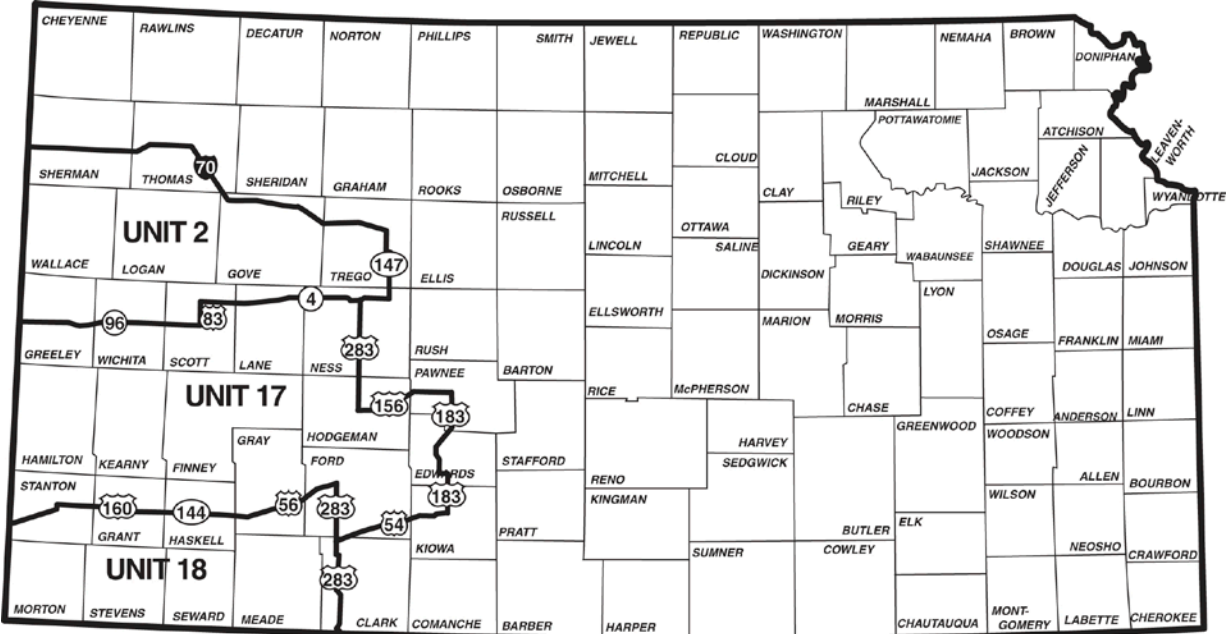 CHEYENNE
RAWLINS
DECATUR
NORTON
PHILLIPS
SMITH
JEWELL
REPUBLIC
WASHINGTON
NEMAHA
BROWN
DONIPHAN
MARSHALL
POTTAWATOMIE
ATCHISON
LEAVEN-
WORTH
SHERMAN
THOMAS
70
SHERIDAN
GRAHAM
ROOKS
OSBORNE
MITCHELL
CLOUD
CLAY
RILEY
JACKSON
JEFFERSON
WYANDOTTE
RUSSELL
UNIT 2
OTTAWA
LINCOLN
SALINE
GEARY
WABAUNSEE
SHAWNEE
WALLACE
LOGAN
GOVE
TREGO
147
ELLIS
DICKINSON
DOUGLAS
JOHNSON
LYON
96
83
4
ELLSWORTH
MARION
MORRIS
OSAGE
FRANKLIN
MIAMI
GREELEY
WICHITA
SCOTT
LANE
NESS
283
RUSH
PAWNEE
BARTON
RICE
McPHERSON
CHASE
UNIT 17
156
183
COFFEY
ANDERSON
LINN
GREENWOOD
WOODSON
HAMILTON
KEARNY
FINNEY
GRAY
HODGEMAN
FORD
EDWARDS
STAFFORD
HARVEY
SEDGWICK
RENO
ALLEN
BOURBON
STANTON
160
144
56
283
183
54
KINGMAN
WILSON
GRANT
HASKELL
KIOWA
PRATT
BUTLER
ELK
COWLEY
SUMNER
NEOSHO
CRAWFORD
UNIT 18
283
MORTON
STEVENS
SEWARD
MEADE
CLARK
COMANCHE
BARBER
HARPER
CHAUTAUQUA
MONT-
GOMERY
LABETTE
CHEROKEE